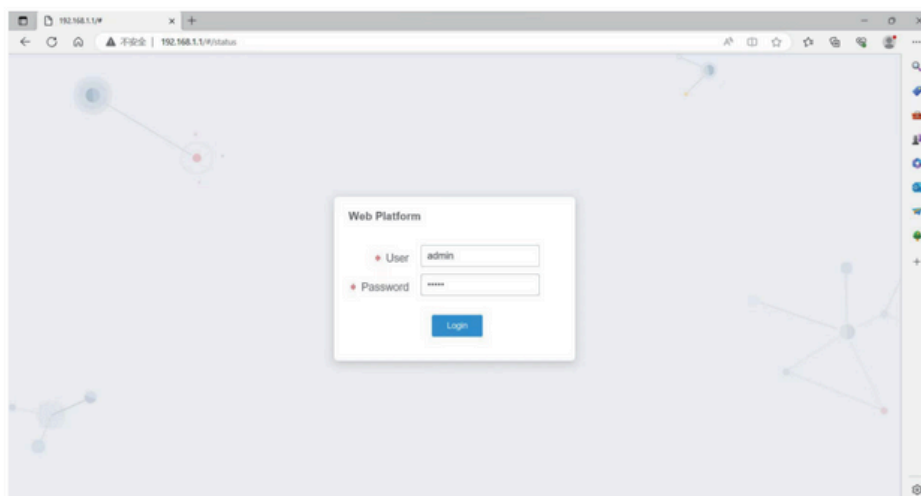 192.168.1.1/#
不安全 | 192.168.1.1/#/status
Web Platform
* User admin
* Password •••••
Login